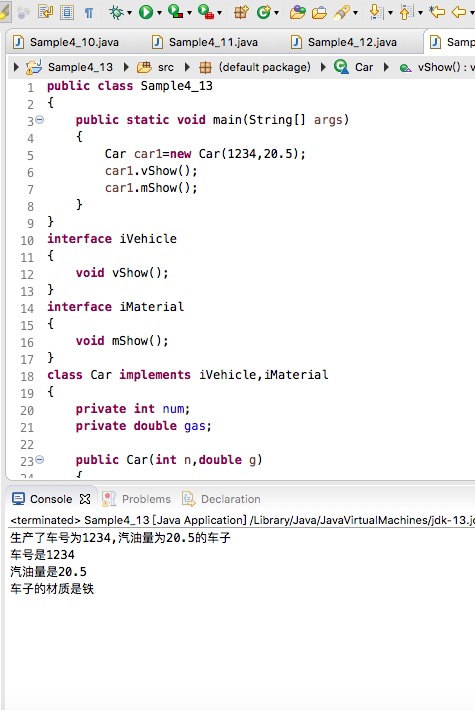 Sample4_10.java Sample4_11.java Sample4_12.java Samp
Sample4_13 src (default package) Car vShow() : v
1 public class Sample4_13
2 {
3 public static void main(String[] args)
4 {
5 Car car1=new Car(1234,20.5);
6 car1.vShow();
7 car1.mShow();
8 }
9 }
10 interface iVehicle
11 {
12 void vShow();
13 }
14 interface iMaterial
15 {
16 void mShow();
17 }
18 class Car implements iVehicle,iMaterial
19 {
20 private int num;
21 private double gas;
22
23 public Car(int n,double g)
24 {
Console Problems Declaration
<terminated> Sample4_13 [Java Application] /Library/Java/JavaVirtualMachines/jdk-13.j
生产了车号为1234,汽油量为20.5的车子
车号是1234
汽油量是20.5
车子的材质是铁